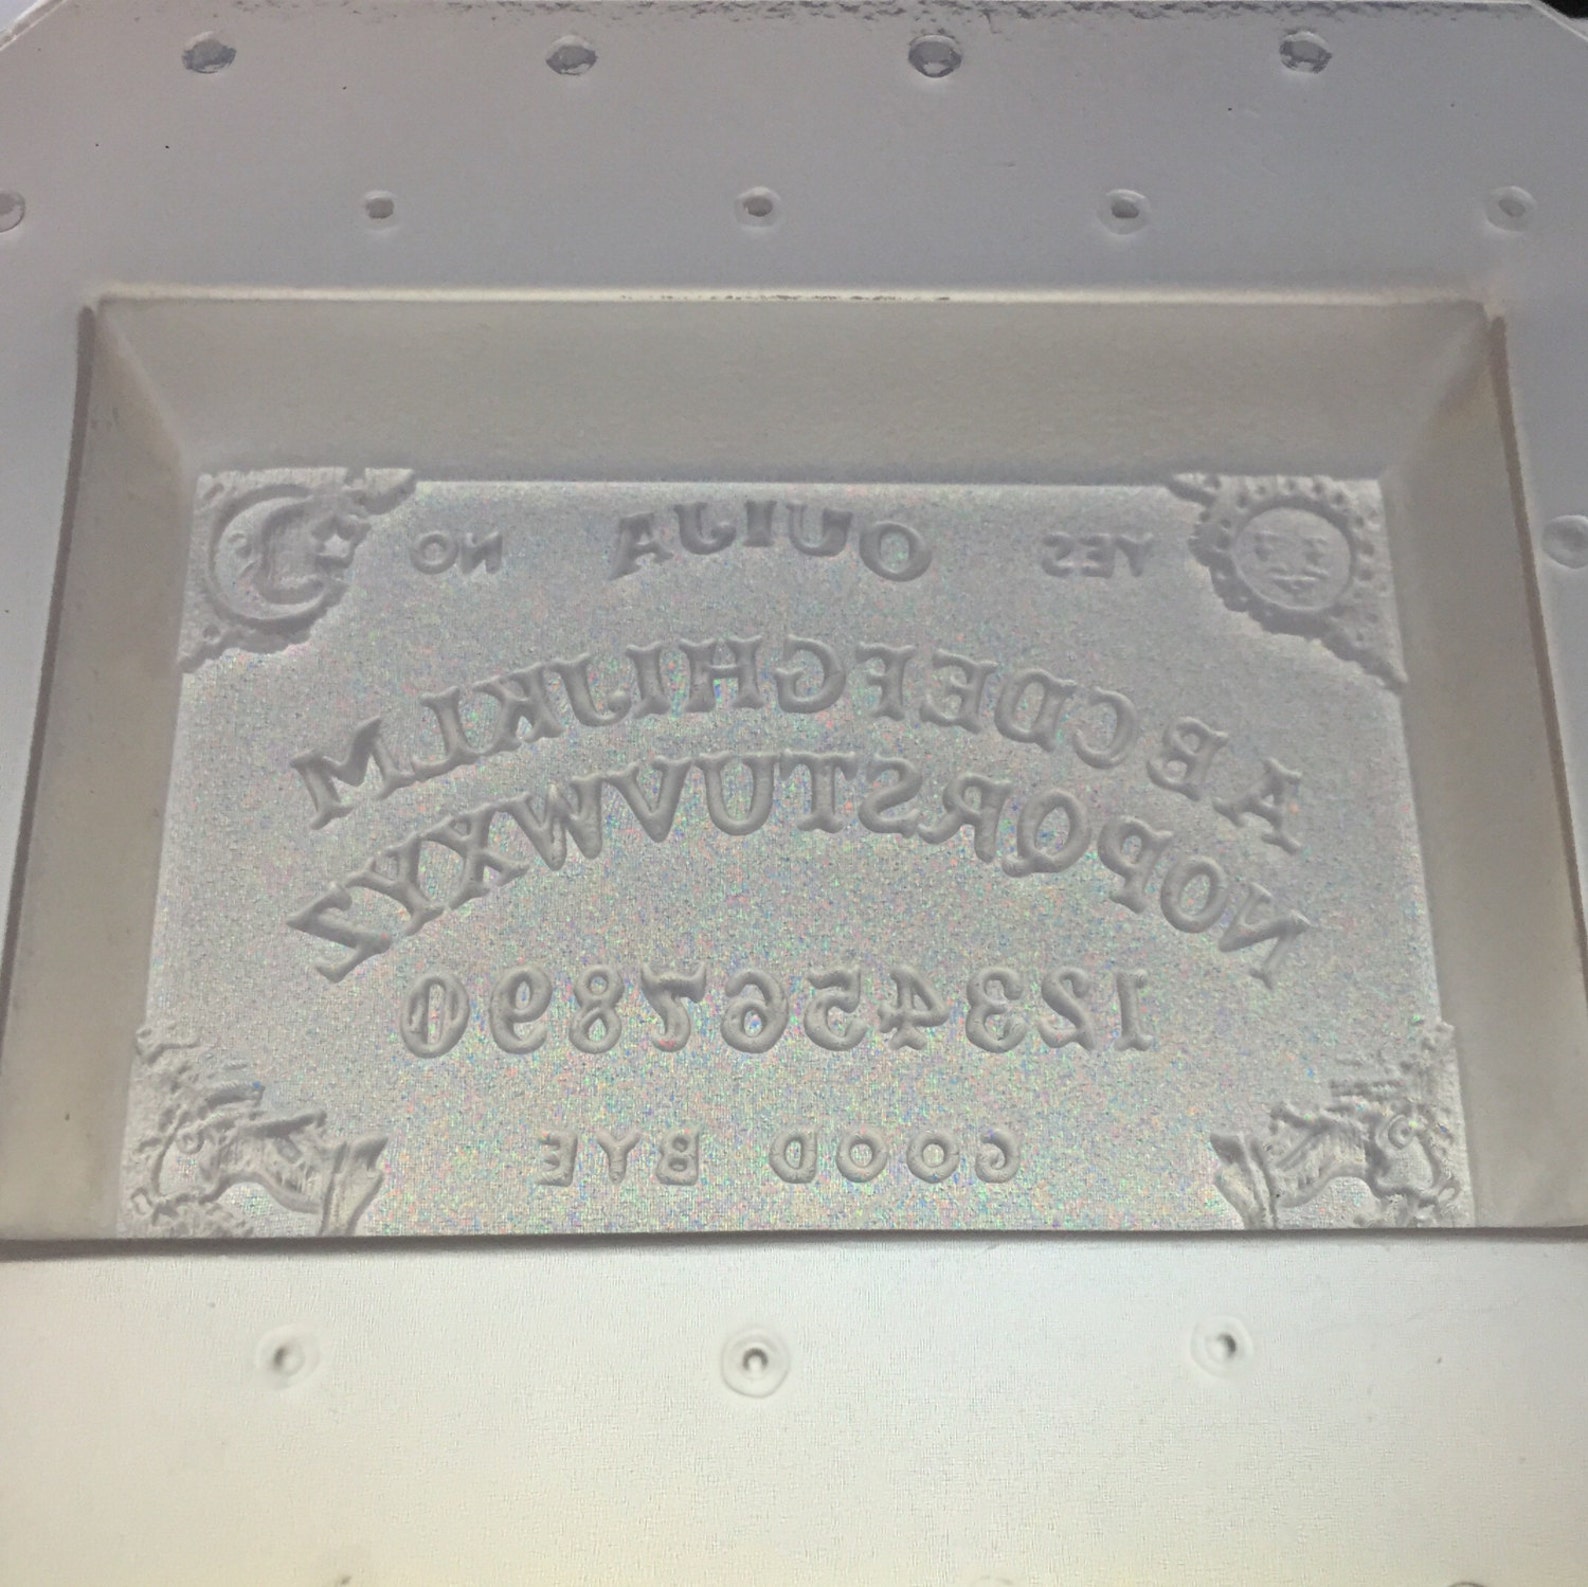 YES OUIJA NO
ABCDEFGHIJKLM
NOPQRSTUVWXYZ
1234567890
GOOD BYE